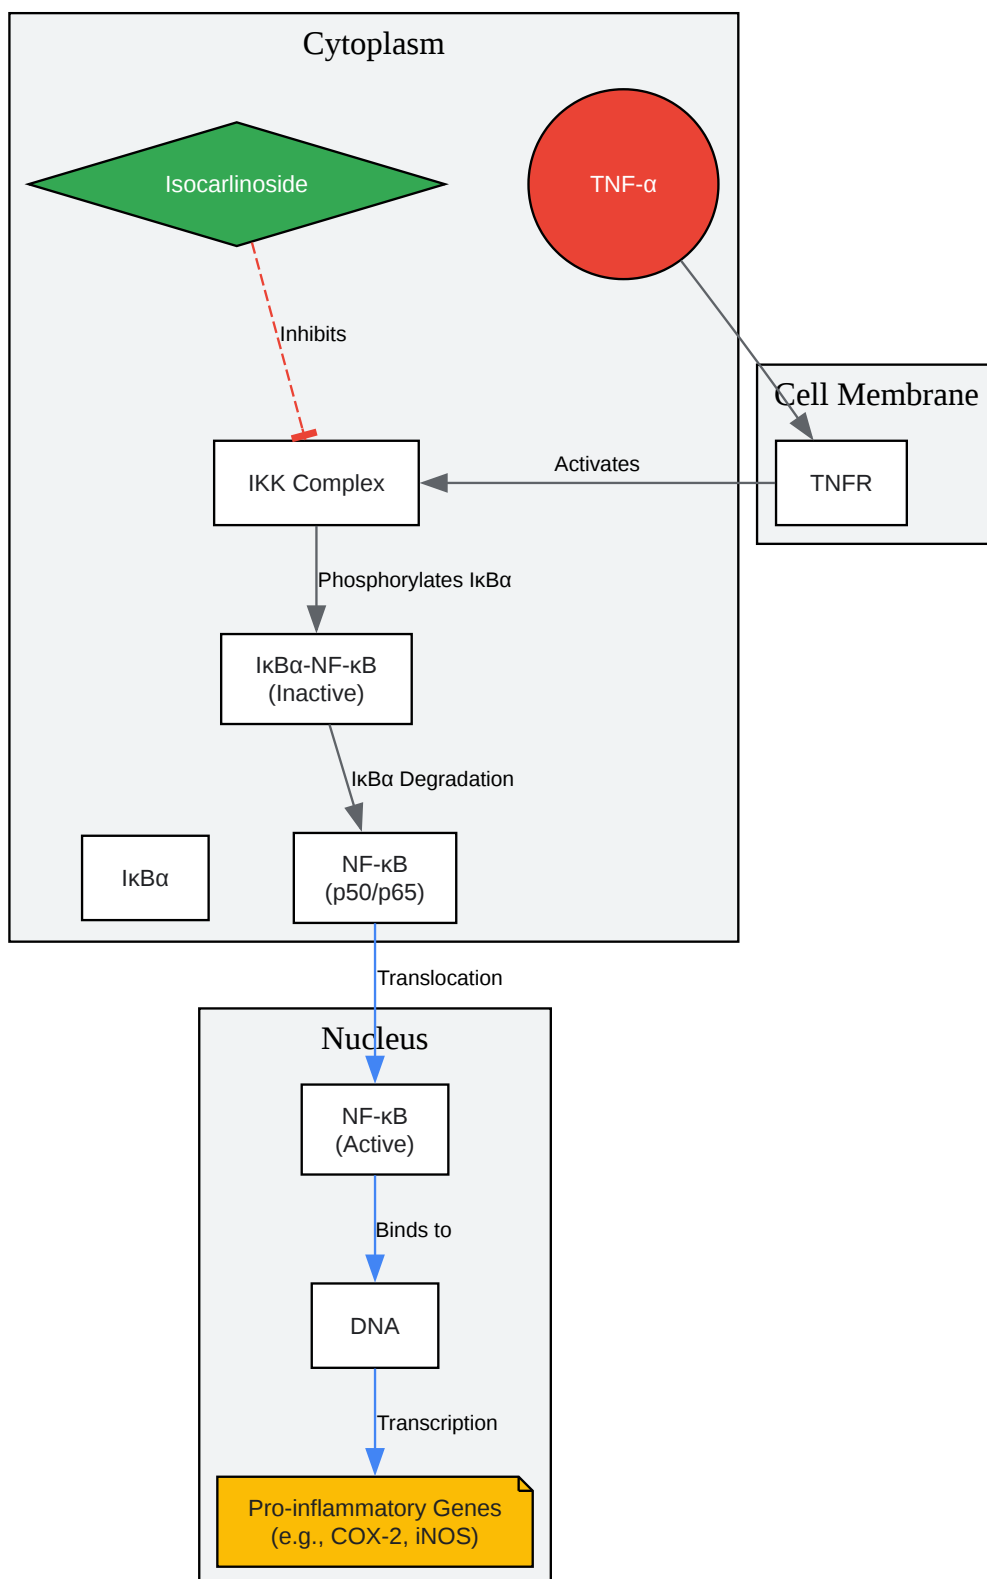 Cytoplasm
Isocarlinoside
TNF-α
Inhibits
Cell Membrane
Activates
IKK Complex
TNFR
Phosphorylates IκBα
IκBα-NF-κB
(Inactive)
IκBα Degradation
IκBα
NF-κB
(p50/p65)
Translocation
Nucleus
NF-κB
(Active)
Binds to
DNA
Transcription
Pro-inflammatory Genes
(e.g., COX-2, iNOS)